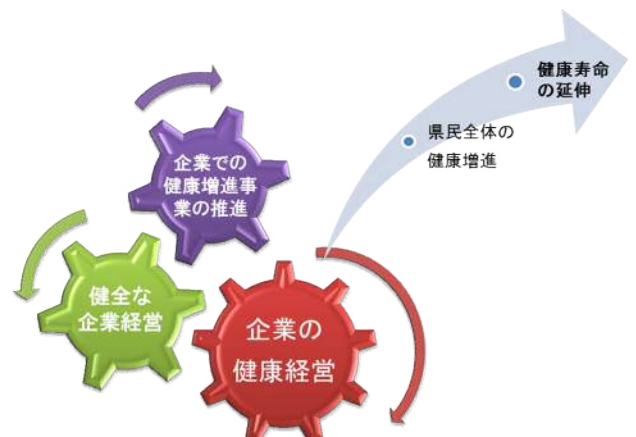 健康寿命
の延伸
県民全体の
健康増進
企業での
健康増進事
業の推進
健全な
企業経営
企業の
健康経営